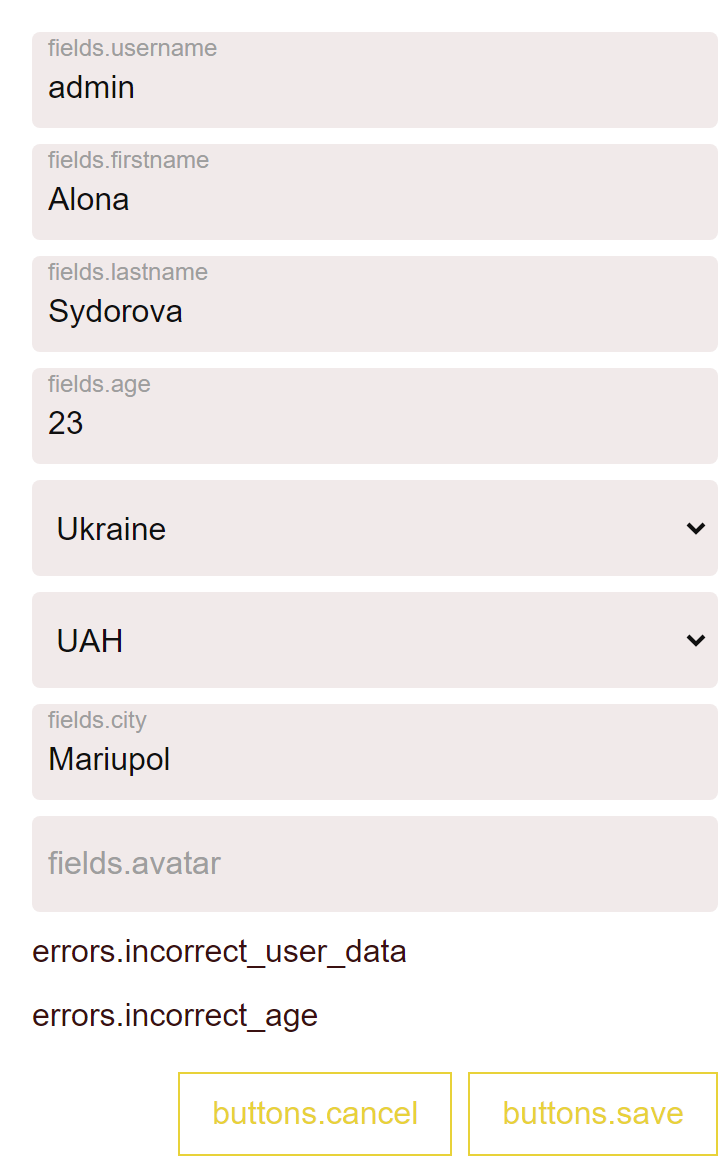 fields.username
admin
fields.firstname
Alona
fields.lastname
Sydorova
fields.age
23
Ukraine
UAH
fields.city
Mariupol
fields.avatar
errors.incorrect_user_data
errors.incorrect_age
buttons.cancel buttons.save